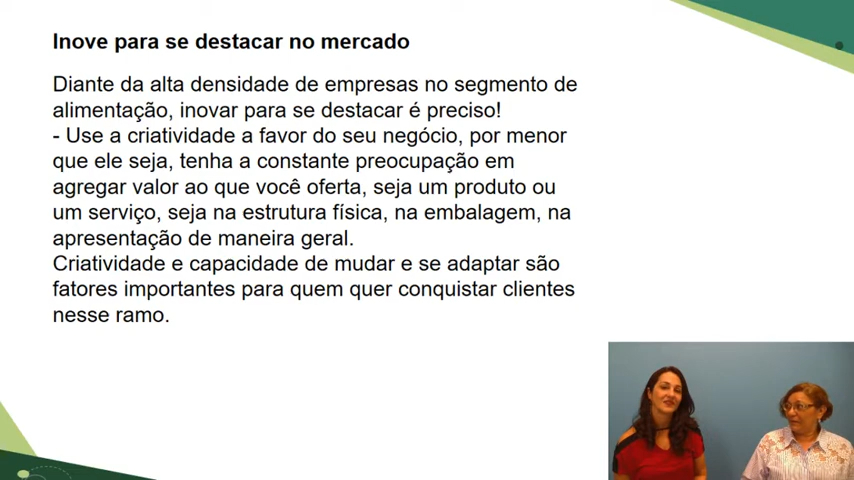 Inove para se destacar no mercado
Diante da alta densidade de empresas no segmento de
alimentação, inovar para se destacar é preciso!
- Use a criatividade a favor do seu negócio, por menor
que ele seja, tenha a constante preocupação em
agregar valor ao que você oferta, seja um produto ou
um serviço, seja na estrutura física, na embalagem, na
apresentação de maneira geral.
Criatividade e capacidade de mudar e se adaptar são
fatores importantes para quem quer conquistar clientes
nesse ramo.